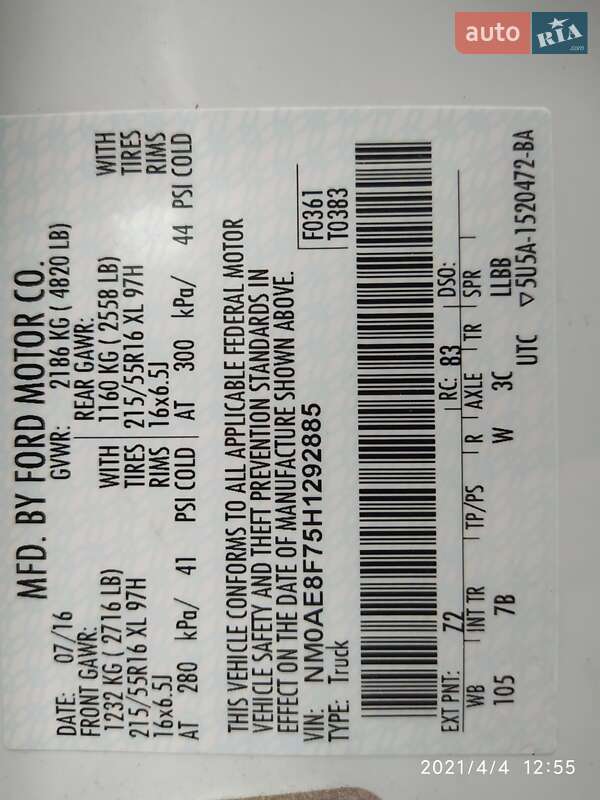 auto RIA .com
MFD. BY FORD MOTOR CO.
DATE: 07/16 GVWR: 2186 KG ( 4820 LB)
FRONT GAWR: REAR GAWR:
1232 KG ( 2716 LB) WITH 1160 KG ( 2558 LB) WITH
215/55R16 XL 97H TIRES 215/55R16 XL 97H TIRES
16x6.5J RIMS 16x6.5J RIMS
AT 280 kPa/ 41 PSI COLD AT 300 kPa/ 44 PSI COLD
THIS VEHICLE CONFORMS TO ALL APPLICABLE FEDERAL MOTOR
VEHICLE SAFETY AND THEFT PREVENTION STANDARDS IN
EFFECT ON THE DATE OF MANUFACTURE SHOWN ABOVE.
VIN: NM0AE8F75H1292885 F0361
TYPE: Truck T0383
EXT PNT: Z2 RC: 83 DSO:
WB INT TR TP/PS R AXLE TR SPR
105 7B W 3C LLBB
UTC ▽5U5A-1520472-BA
2021/4/4 12:55